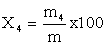 X₄ = m₄/m x100